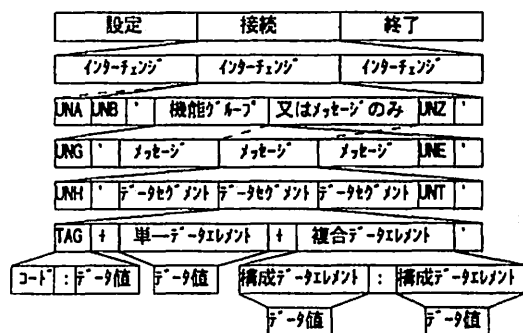 設定 接続 終了
ｲﾝﾀｰﾁｪﾝｼﾞ ｲﾝﾀｰﾁｪﾝｼﾞ ｲﾝﾀｰﾁｪﾝｼﾞ
UNA UNB ' 機能ｸﾞﾙｰﾌﾟ 又はﾒｯｾｰｼﾞのみ UNZ '
UNG ' ﾒｯｾｰｼﾞ ﾒｯｾｰｼﾞ ﾒｯｾｰｼﾞ UNE '
UNH ' ﾃﾞｰﾀｾｸﾞﾒﾝﾄ ﾃﾞｰﾀｾｸﾞﾒﾝﾄ ﾃﾞｰﾀｾｸﾞﾒﾝﾄ UNT '
TAG + 単一ﾃﾞｰﾀｴﾚﾒﾝﾄ + 複合ﾃﾞｰﾀｴﾚﾒﾝﾄ '
ｺｰﾄﾞ : ﾃﾞｰﾀ値 ﾃﾞｰﾀ値 構成ﾃﾞｰﾀｴﾚﾒﾝﾄ : 構成ﾃﾞｰﾀｴﾚﾒﾝﾄ
ﾃﾞｰﾀ値 ﾃﾞｰﾀ値